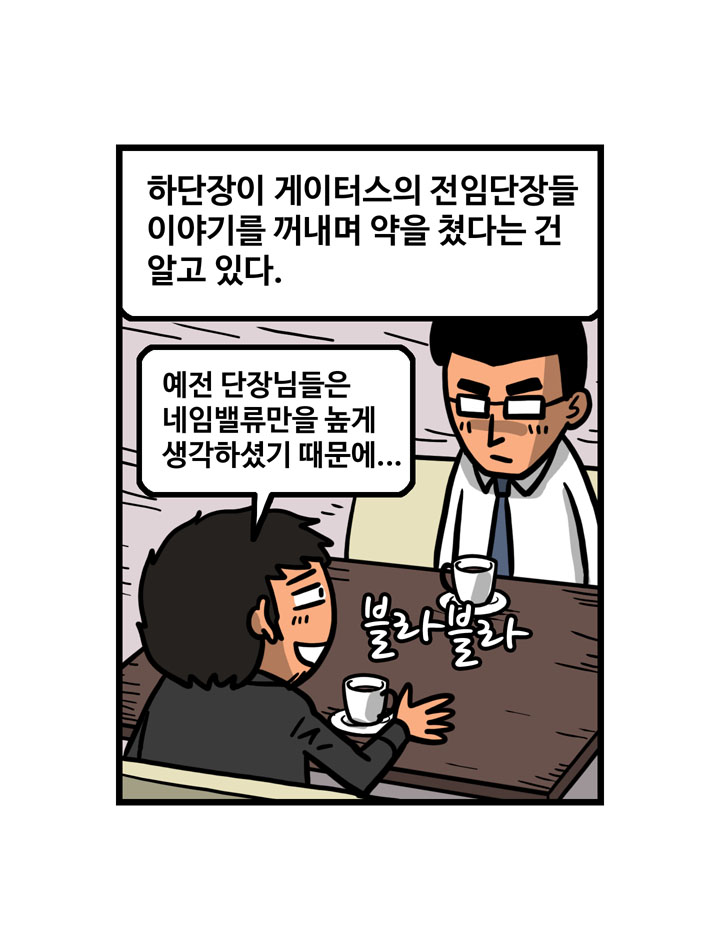 하단장이 게이터스의 전임단장들
이야기를 꺼내며 약을 쳤다는 건
알고 있다.
예전 단장님들은
네임밸류만을 높게
생각하셨기 때문에...
블라블라